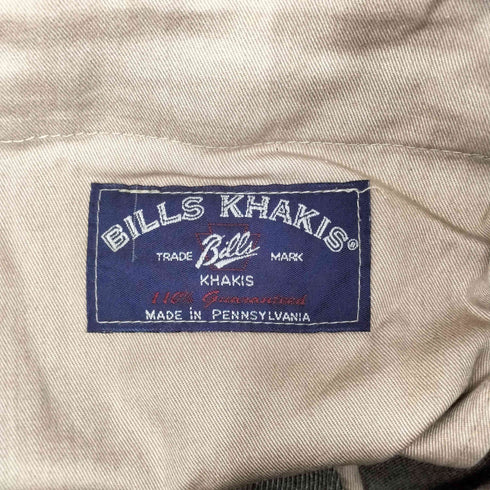 BILLS KHAKIS®
TRADE Bills MARK
KHAKIS
110% Guaranteed
MADE IN PENNSYLVANIA